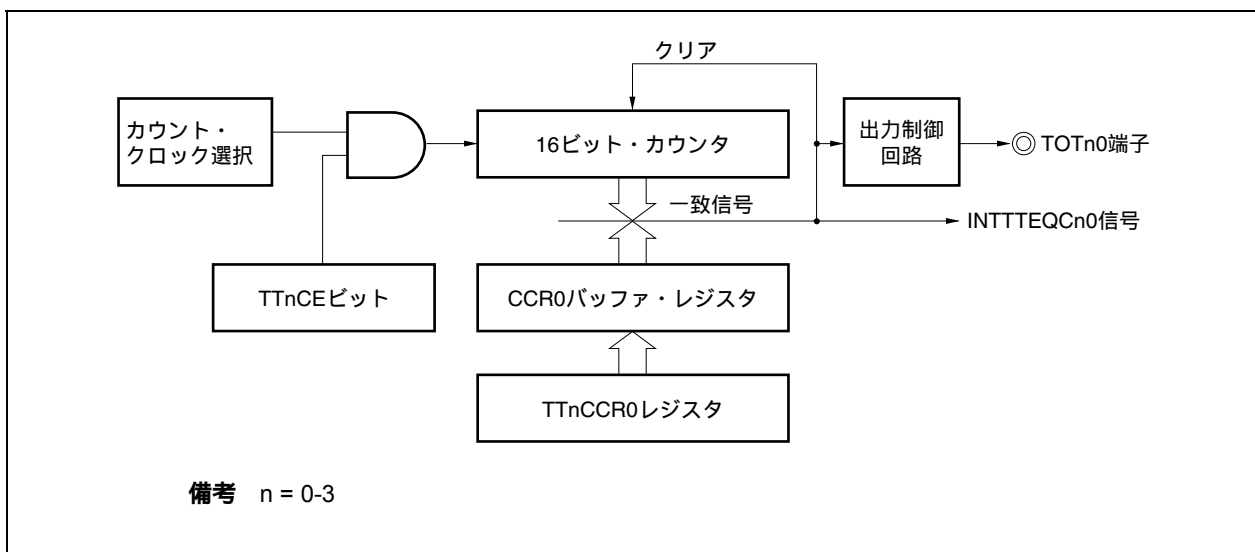 クリア
カウント・
クロック選択
16ビット・カウンタ
出力制御
回路
TOTn0端子
一致信号
INTTTEQCn0信号
TTnCEビット
CCR0バッファ・レジスタ
TTnCCR0レジスタ
備考 n = 0-3